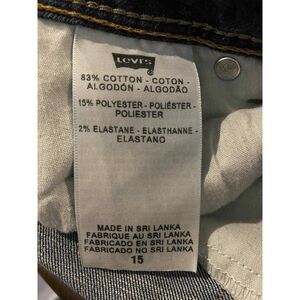 Levi's
83% COTTON - COTON -
ALGODÓN - ALGODÃO
15% POLYESTER - POLIÉSTER -
POLIESTER
2% ELASTANE - ELASTHANNE -
ELASTANO
MADE IN SRI LANKA
FABRIQUE AU SRI LANKA
FABRICADO EN SRI LANKA
FABRICADO NO SRI LANKA
15